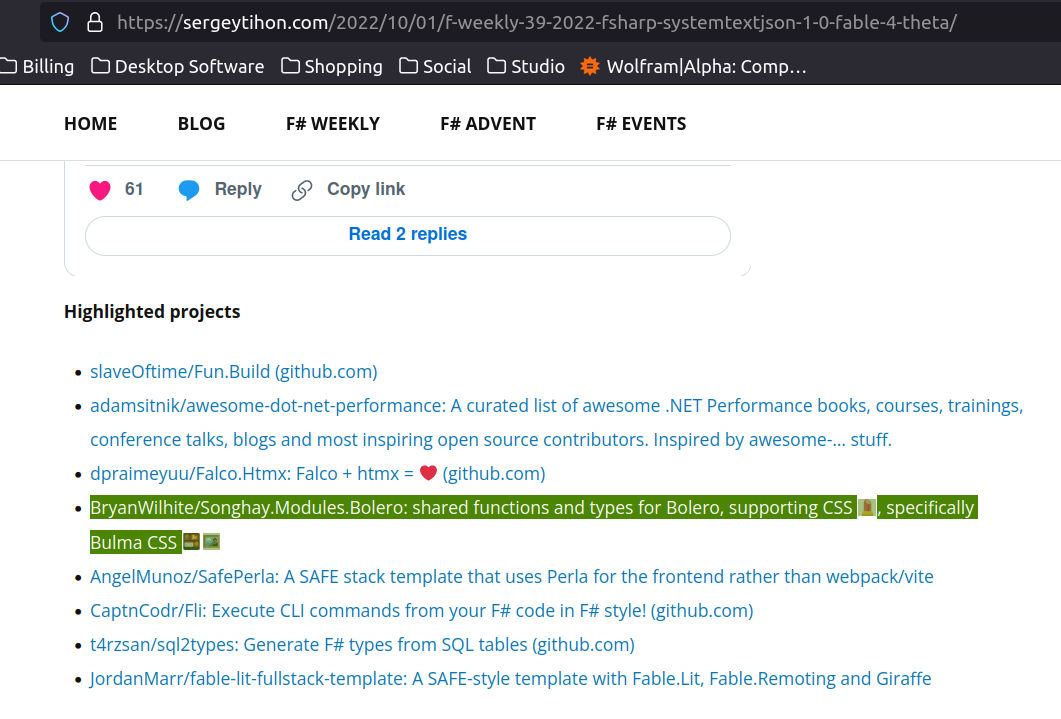 https://sergeytihon.com/2022/10/01/f-weekly-39-2022-fsharp-systemtextjson-1-0-fable-4-theta/
Billing Desktop Software Shopping Social Studio Wolfram|Alpha: Comp…
HOME BLOG F# WEEKLY F# ADVENT F# EVENTS
61 Reply Copy link
Read 2 replies
Highlighted projects
slaveOftime/Fun.Build (github.com)
adamsitnik/awesome-dot-net-performance: A curated list of awesome .NET Performance books, courses, trainings,
conference talks, blogs and most inspiring open source contributors. Inspired by awesome-... stuff.
dpraimeyuu/Falco.Htmx: Falco + htmx = ❤️ (github.com)
BryanWilhite/Songhay.Modules.Bolero: shared functions and types for Bolero, supporting CSS , specifically
Bulma CSS
AngelMunoz/SafePerla: A SAFE stack template that uses Perla for the frontend rather than webpack/vite
CaptnCodr/Fli: Execute CLI commands from your F# code in F# style! (github.com)
t4rzsan/sql2types: Generate F# types from SQL tables (github.com)
JordanMarr/fable-lit-fullstack-template: A SAFE-style template with Fable.Lit, Fable.Remoting and Giraffe